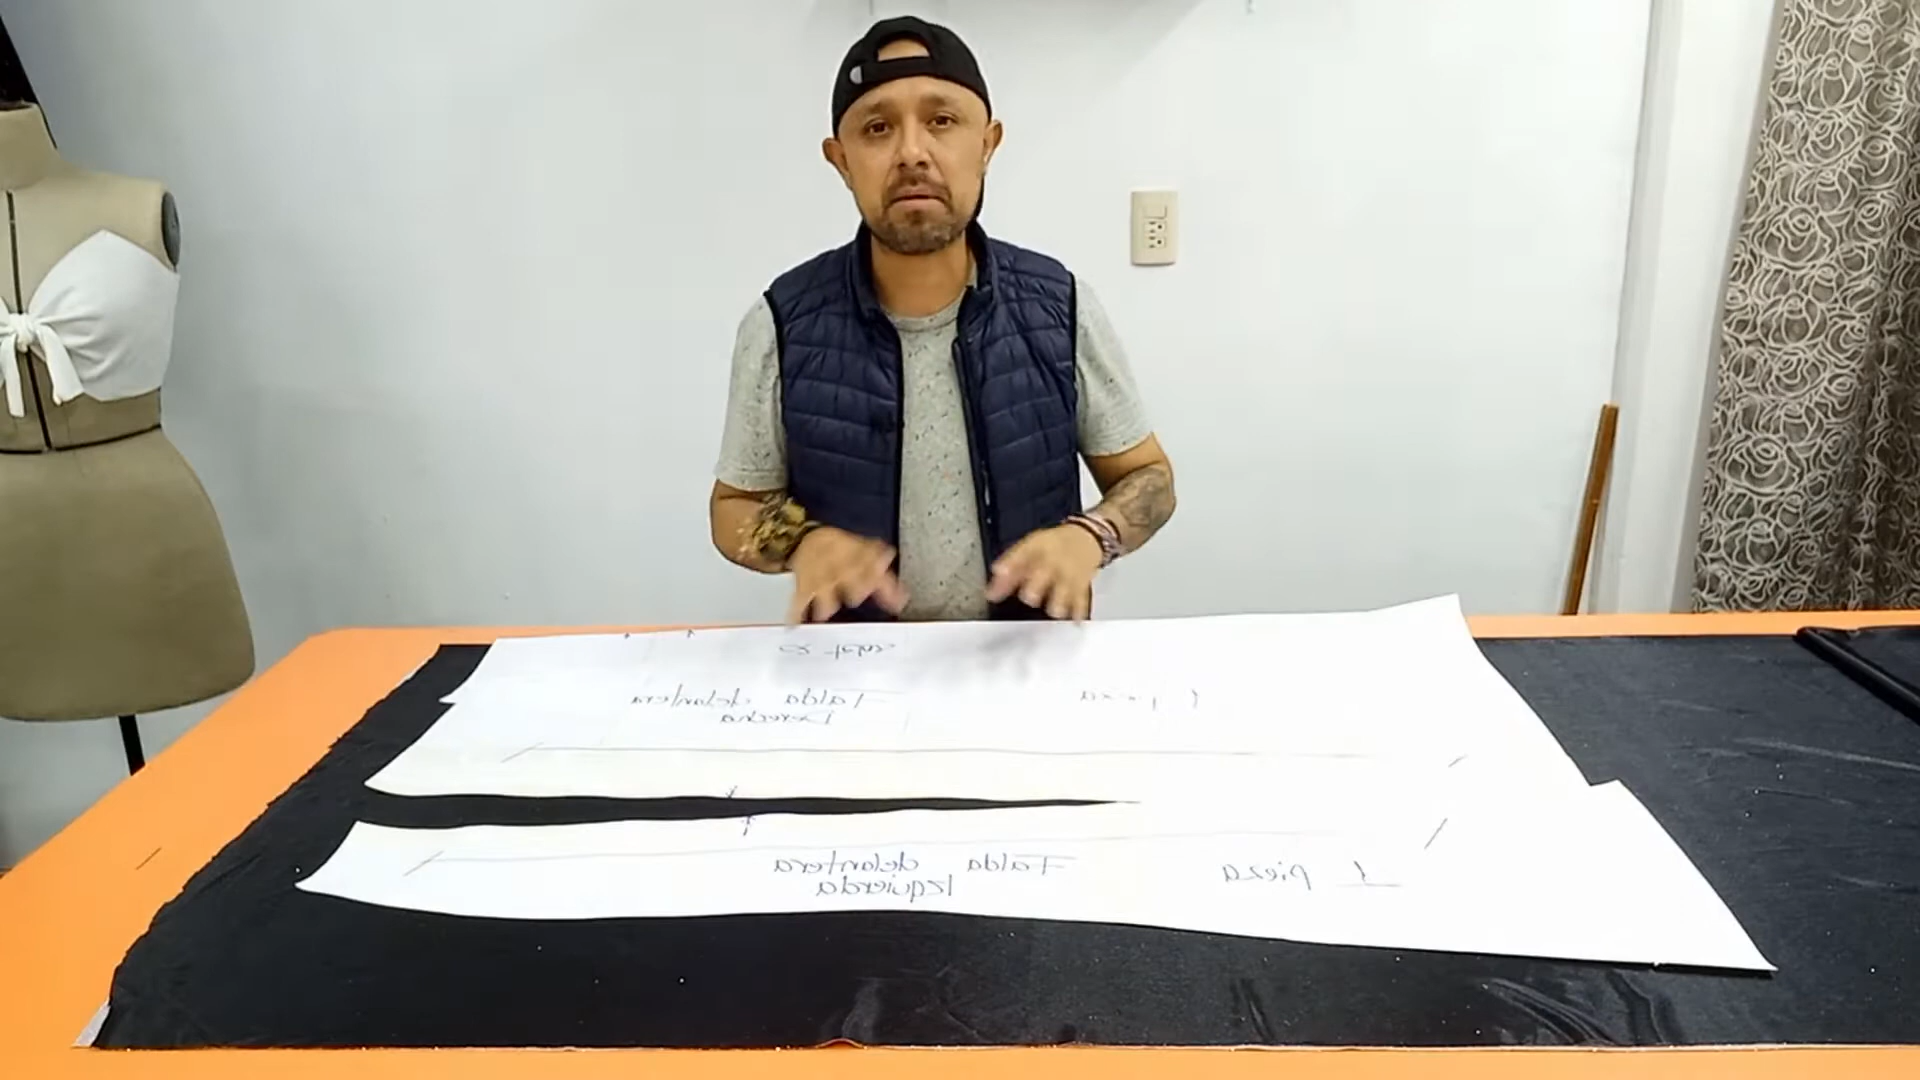 Falda delantera
Derecha
1 pieza
Falda delantera
Izquierda
1 pieza